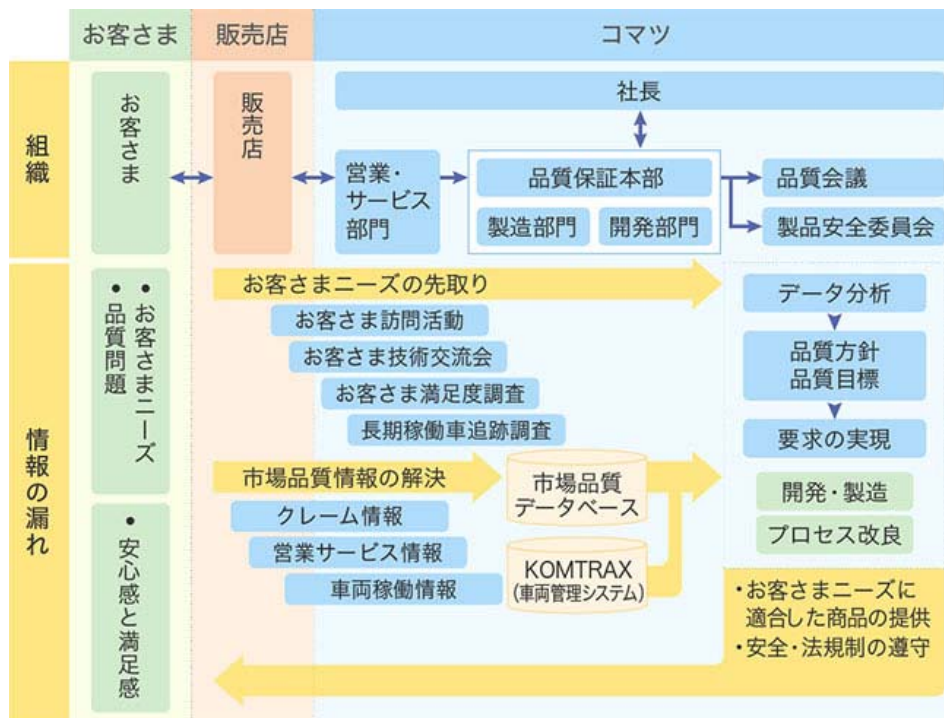 お客さま
販売店
コマツ
組織
お客さま
販売店
社長
営業・
サービス
部門
品質保証本部
製造部門
開発部門
品質会議
製品安全委員会
情報の漏れ
・お客さまニーズ
・品質問題
・安心感と満足感
お客さまニーズの先取り
お客さま訪問活動
お客さま技術交流会
お客さま満足度調査
長期稼働車追跡調査
市場品質情報の解決
クレーム情報
営業サービス情報
車両稼働情報
市場品質
データベース
KOMTRAX
(車両管理システム)
データ分析
品質方針
品質目標
要求の実現
開発・製造
プロセス改良
・お客さまニーズに
適合した商品の提供
・安全・法規制の遵守